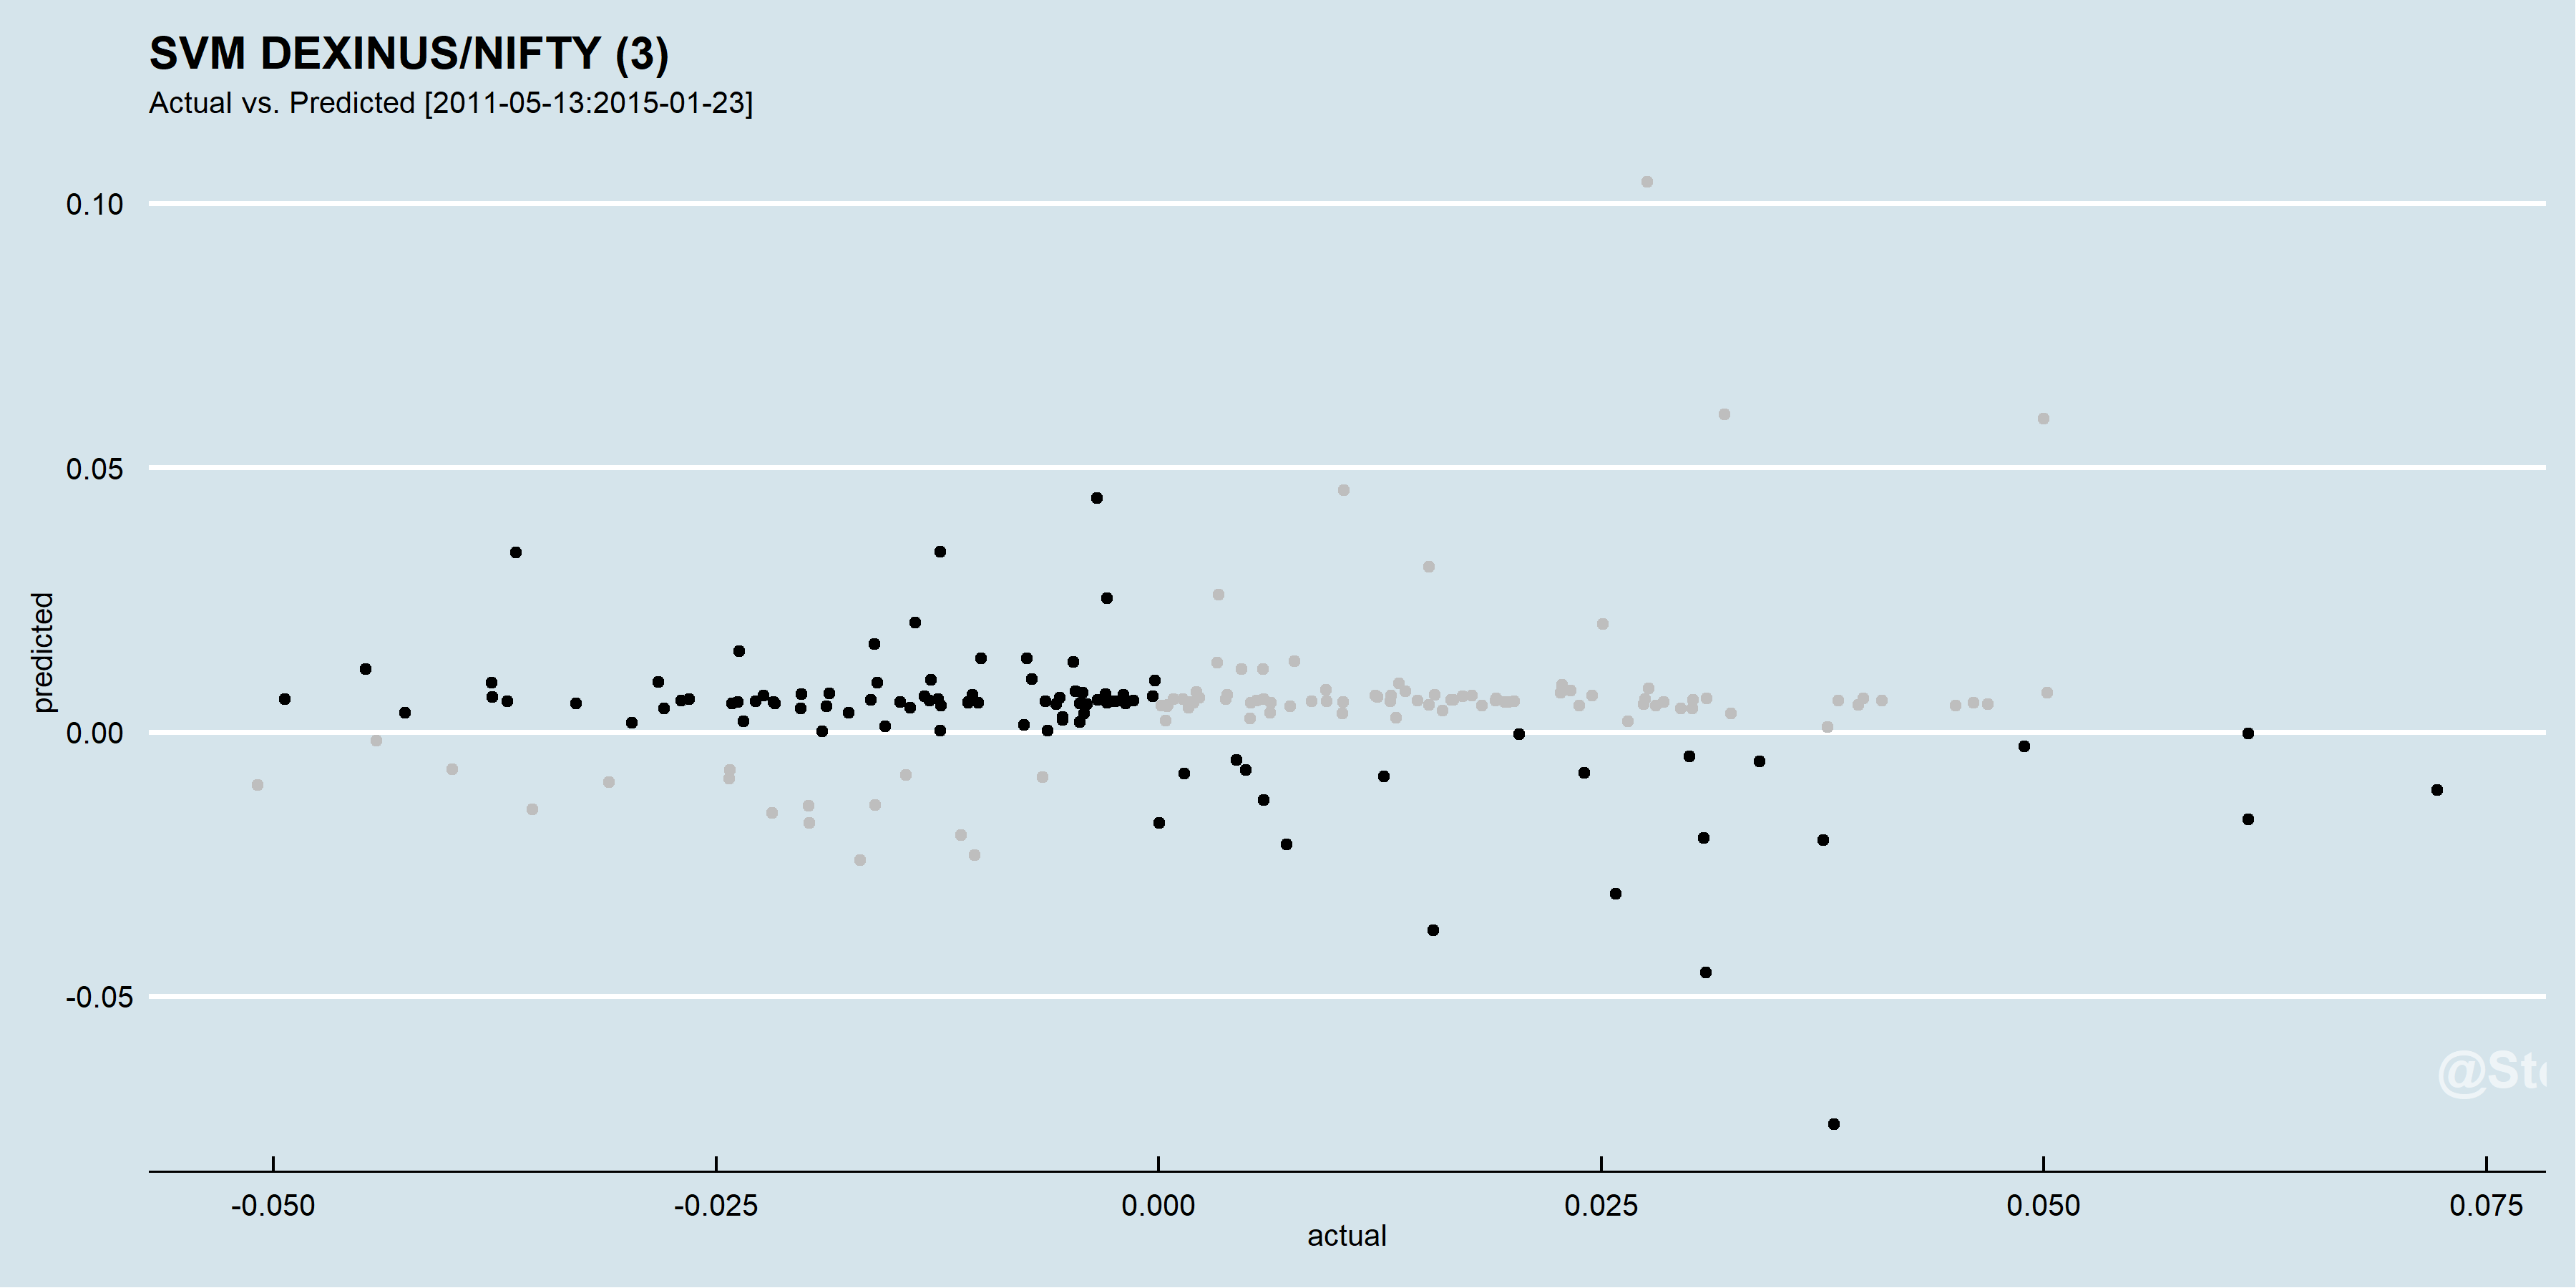 SVM DEXINUS/NIFTY (3)
Actual vs. Predicted [2011-05-13:2015-01-23]
0.10
0.05
predicted
0.00
-0.05
-0.050 -0.025 0.000 0.025 0.050 0.075
actual